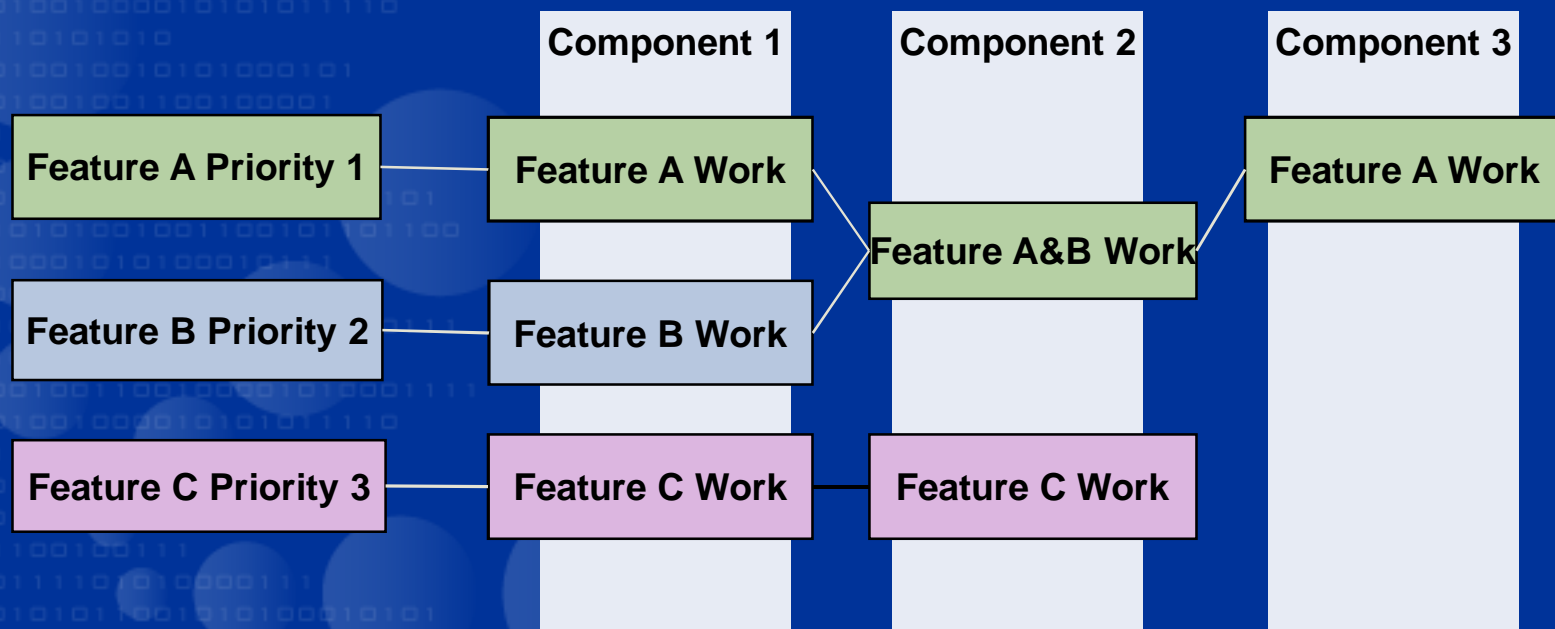 Component 1
Component 2
Component 3
Feature A Priority 1
Feature A Work
Feature A Work
Feature A&B Work
Feature B Priority 2
Feature B Work
Feature C Priority 3
Feature C Work
Feature C Work